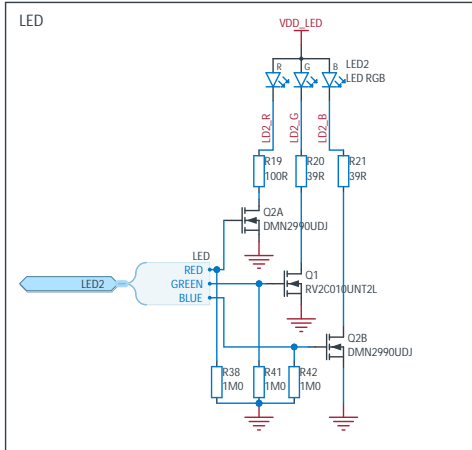 LED
VDD_LED
R
G
B
LED2
LED RGB
LD2_R
LD2_G
LD2_B
R19
100R
R20
39R
R21
39R
Q2A
DMN2990UDJ
LED
RED
GREEN
BLUE
LED2
Q1
RV2C010UNT2L
Q2B
DMN2990UDJ
R38
1M0
R41
1M0
R42
1M0